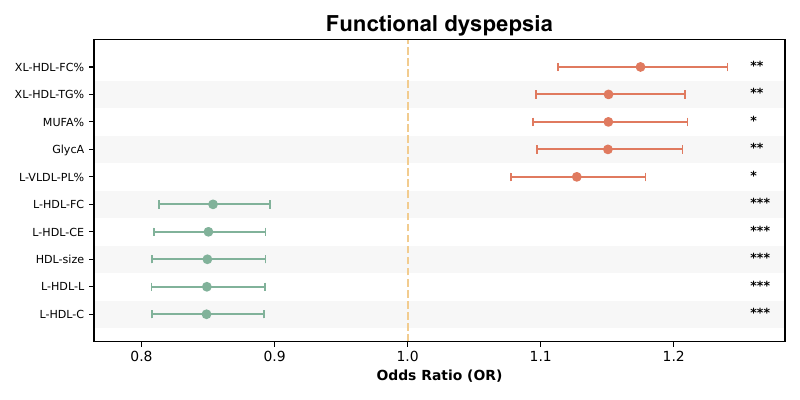 Functional dyspepsia
XL-HDL-FC% **
XL-HDL-TG% **
MUFA% *
GlycA **
L-VLDL-PL% *
L-HDL-FC ***
L-HDL-CE ***
HDL-size ***
L-HDL-L ***
L-HDL-C ***
0.8 0.9 1.0 1.1 1.2
Odds Ratio (OR)